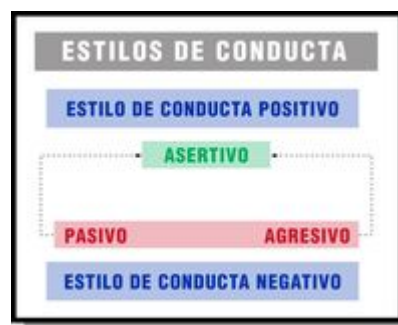 ESTILOS DE CONDUCTA
ESTILO DE CONDUCTA POSITIVO
ASERTIVO
PASIVO AGRESIVO
ESTILO DE CONDUCTA NEGATIVO